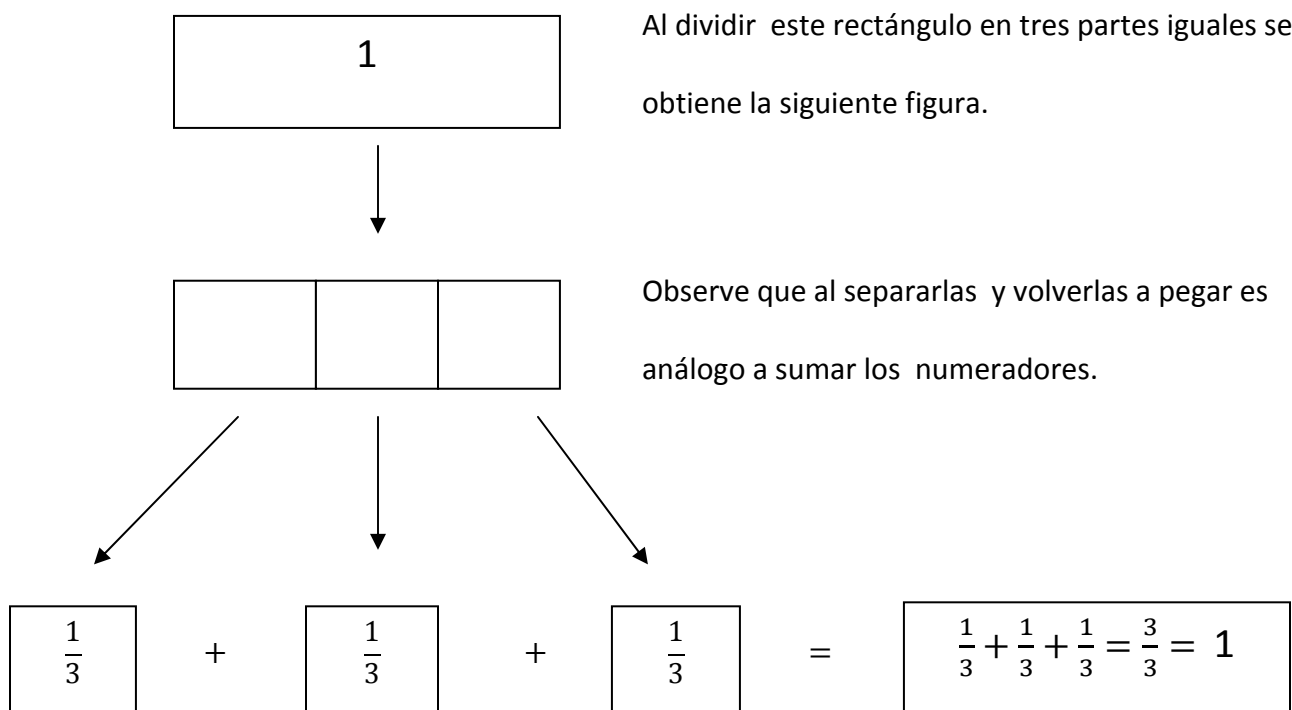 1
Al dividir este rectángulo en tres partes iguales se
obtiene la siguiente figura.
Observe que al separarlas y volverlas a pegar es
análogo a sumar los numeradores.
1/3 + 1/3 + 1/3 = 1/3 + 1/3 + 1/3 = 3/3 = 1